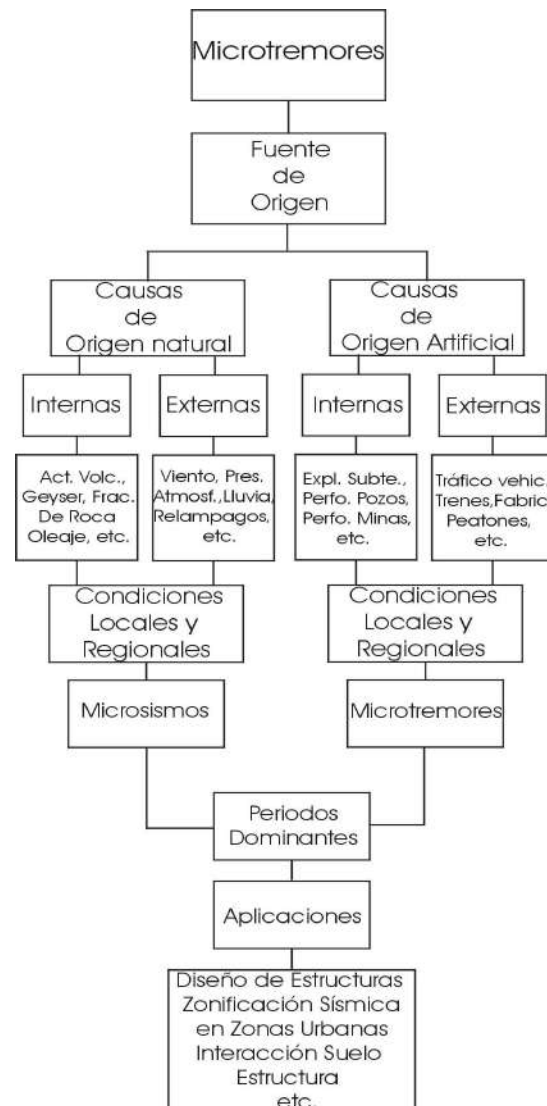 Microtremores
Fuente
de
Origen
Causas
de
Origen natural
Causas
de
Origen Artificial
Internas
Externas
Internas
Externas
Act. Volc.,
Geyser, Frac.
De Roca
Oleaje, etc.
Viento, Pres.
Atmosf.,Lluvia,
Relampagos,
etc.
Expl. Subte.,
Perfo. Pozos,
Perfo. Minas,
etc.
Tráfico vehic.
Trenes,Fabric
Peatones,
etc.
Condiciones
Locales y
Regionales
Condiciones
Locales y
Regionales
Microsismos
Microtremores
Periodos
Dominantes
Aplicaciones
Diseño de Estructuras
Zonificación Sísmica
en Zonas Urbanas
Interacción Suelo
Estructura
etc.